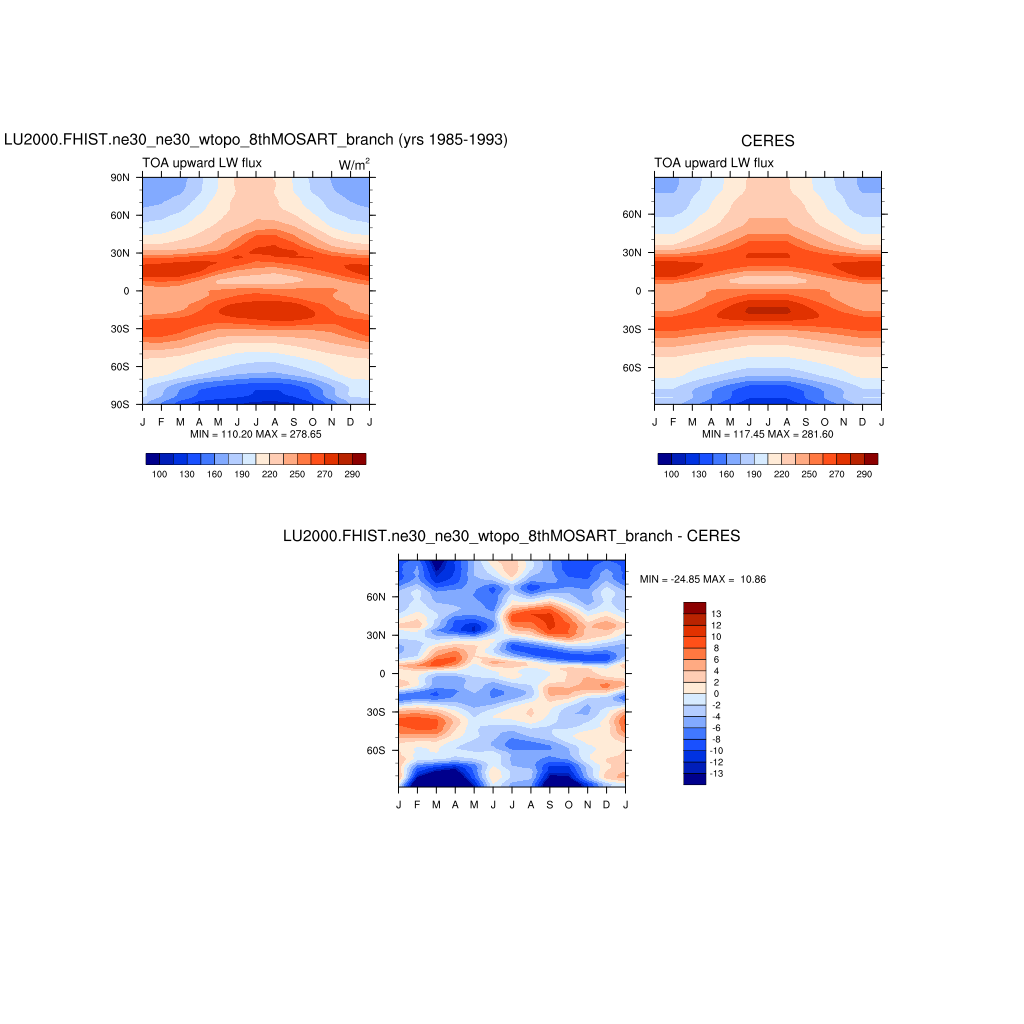 LU2000.FHIST.ne30_ne30_wtopo_8thMOSART_branch (yrs 1985-1993)
CERES
TOA upward LW flux W/m2
TOA upward LW flux
90N
60N
30N
0
30S
60S
90S
J F M A M J J A S O N D J
MIN = 110.20 MAX = 278.65
100 130 160 190 220 250 270 290
60N
30N
0
30S
60S
J F M A M J J A S O N D J
MIN = 117.45 MAX = 281.60
100 130 160 190 220 250 270 290
LU2000.FHIST.ne30_ne30_wtopo_8thMOSART_branch - CERES
MIN = -24.85 MAX = 10.86
60N
30N
0
30S
60S
J F M A M J J A S O N D J
13
12
10
8
6
4
2
0
-2
-4
-6
-8
-10
-12
-13